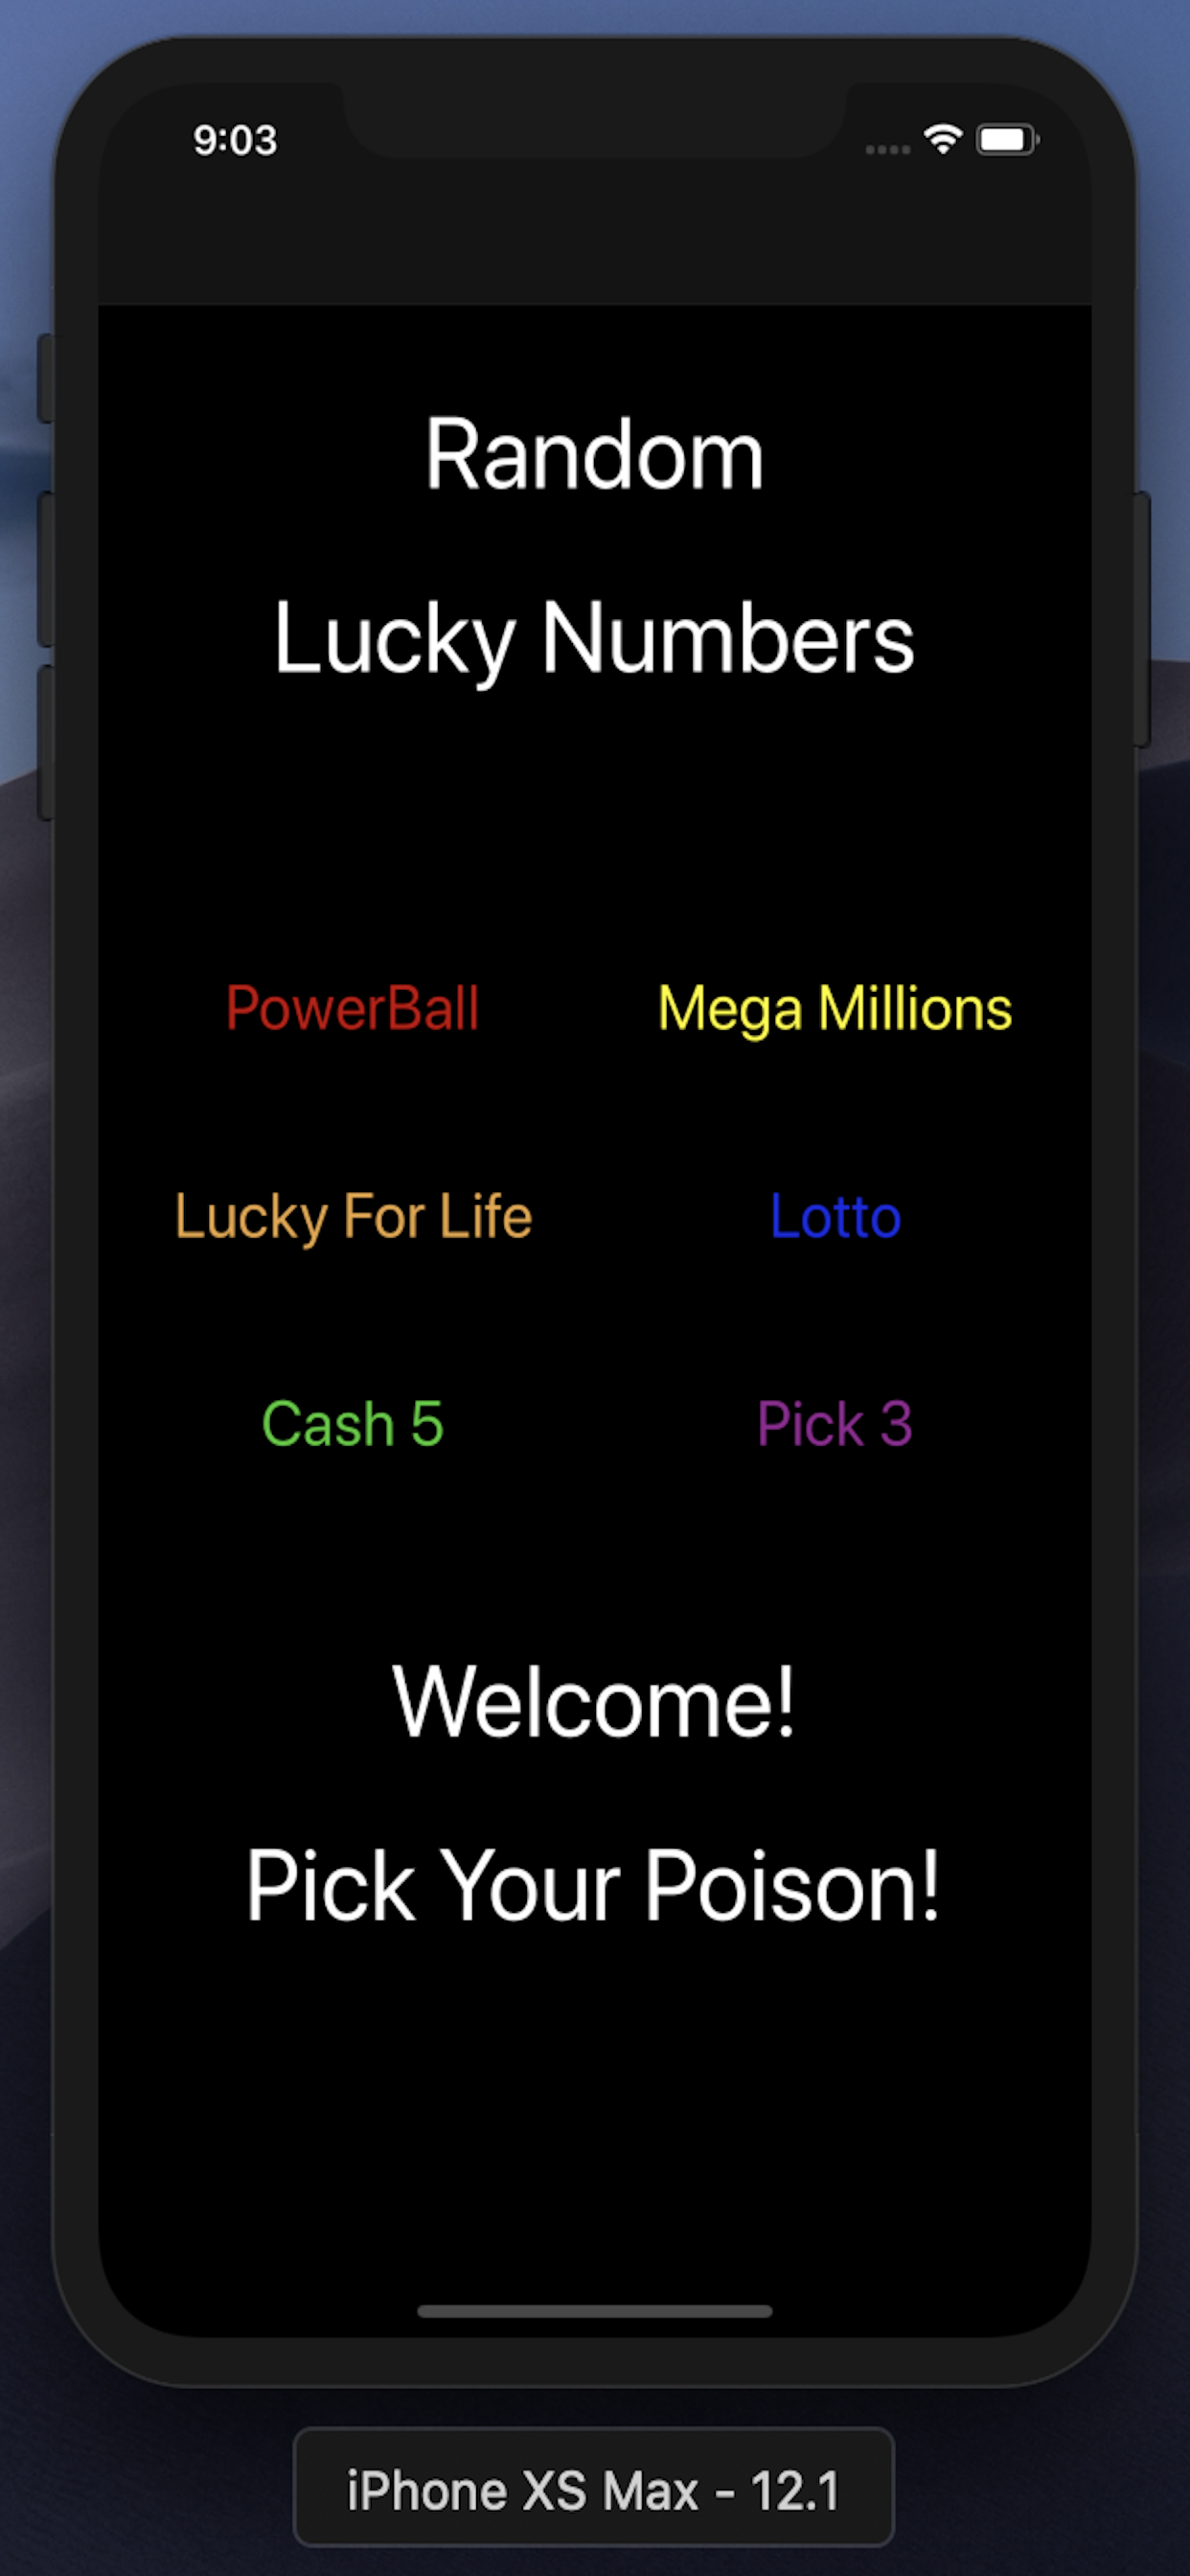 9:03
Random
Lucky Numbers
PowerBall
Mega Millions
Lucky For Life
Lotto
Cash 5
Pick 3
Welcome!
Pick Your Poison!
iPhone XS Max - 12.1